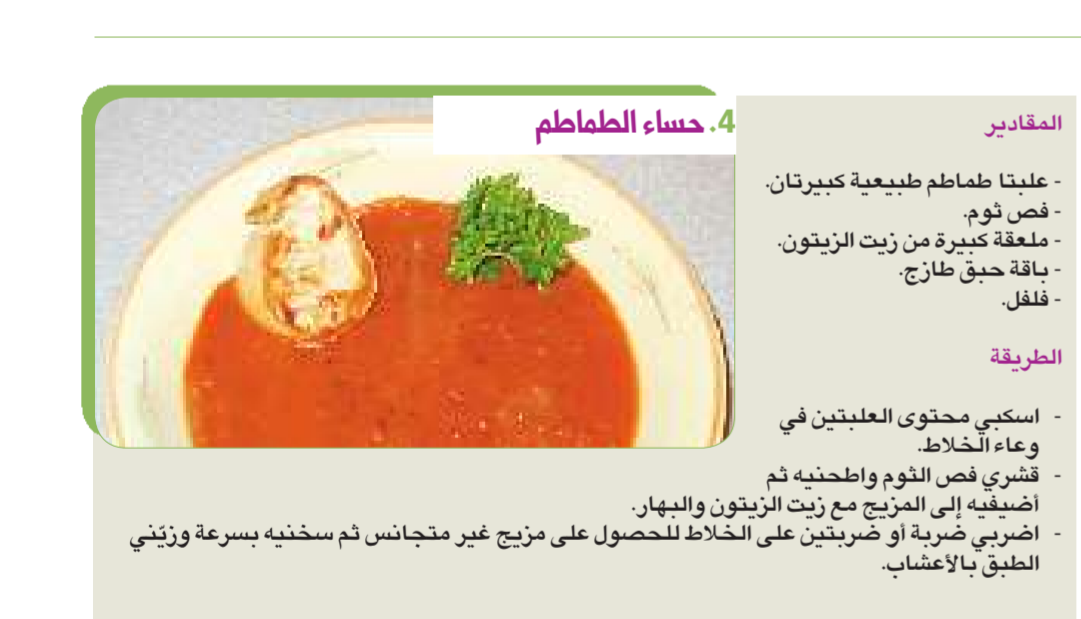 4. حساء الطماطم
المقادير
- علبتا طماطم طبيعية كبيرتان.
- فص ثوم.
- ملعقة كبيرة من زيت الزيتون.
- باقة حبق طازج.
- فلفل.
الطريقة
- اسكبي محتوى العلبتين في
وعاء الخلاط.
- قشري فص الثوم واطحنيه ثم
أضيفيه إلى المزيج مع زيت الزيتون والبهار.
- اضربي ضربة أو ضربتين على الخلاط للحصول على مزيج غير متجانس ثم سخنيه بسرعة وزيّني
الطبق بالأعشاب.